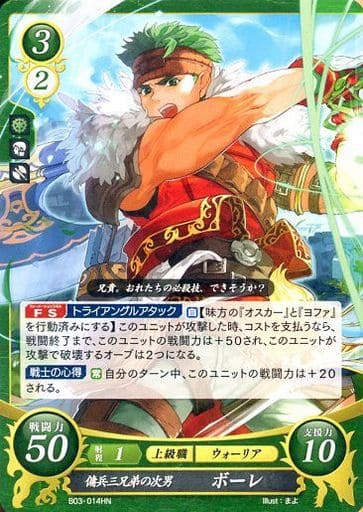 3
2
兄貴。おれたちの必殺技、できそうか？
FS トライアングルアタック 自【味方の『オスカー』と『ヨファ』
を行動済みにする】このユニットが攻撃した時、コストを支払うなら、
戦闘終了まで、このユニットの戦闘力は+50され、このユニットが
攻撃で破壊するオーブは2つになる。
戦士の心得 常 自分のターン中、このユニットの戦闘力は+20
される。
戦闘力
50
射程 1 上級職 ウォーリア
支援力
10
傭兵三兄弟の次男 ボーレ
B03-014HN Illust：まよ